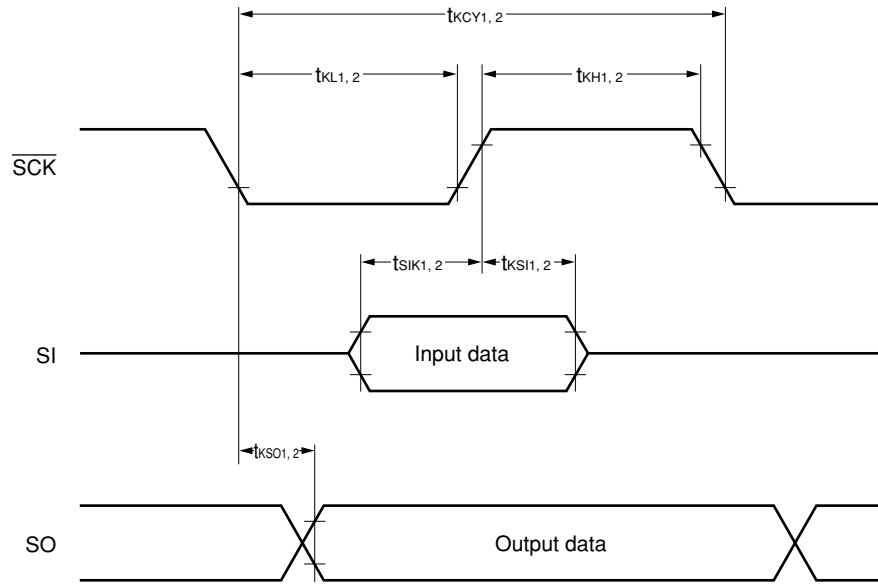 tKCY1, 2
tKL1, 2
tKH1, 2
SCK
tSIK1, 2
tKSI1, 2
SI
Input data
tKSO1, 2
SO
Output data